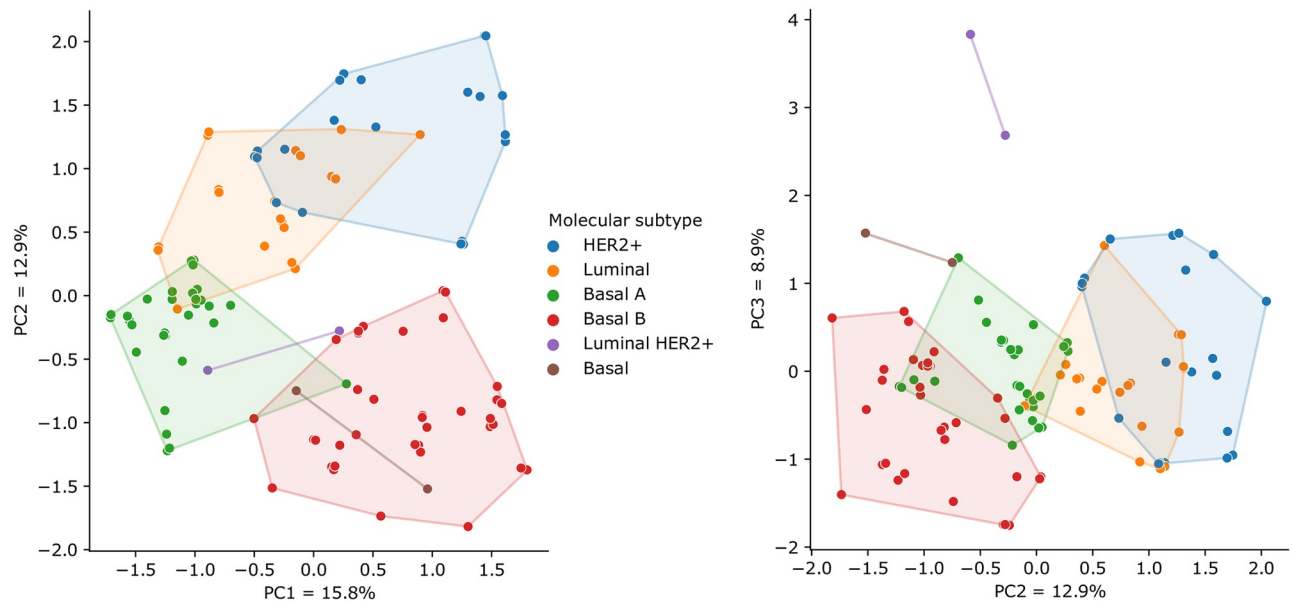 2.0
1.5
1.0
0.5
0.0
−0.5
−1.0
−1.5
−2.0
PC2 = 12.9%
−1.5 −1.0 −0.5 0.0 0.5 1.0 1.5
PC1 = 15.8%
Molecular subtype
HER2+
Luminal
Basal A
Basal B
Luminal HER2+
Basal
4
3
2
1
0
−1
−2
PC3 = 8.9%
−2.0 −1.5 −1.0 −0.5 0.0 0.5 1.0 1.5 2.0
PC2 = 12.9%